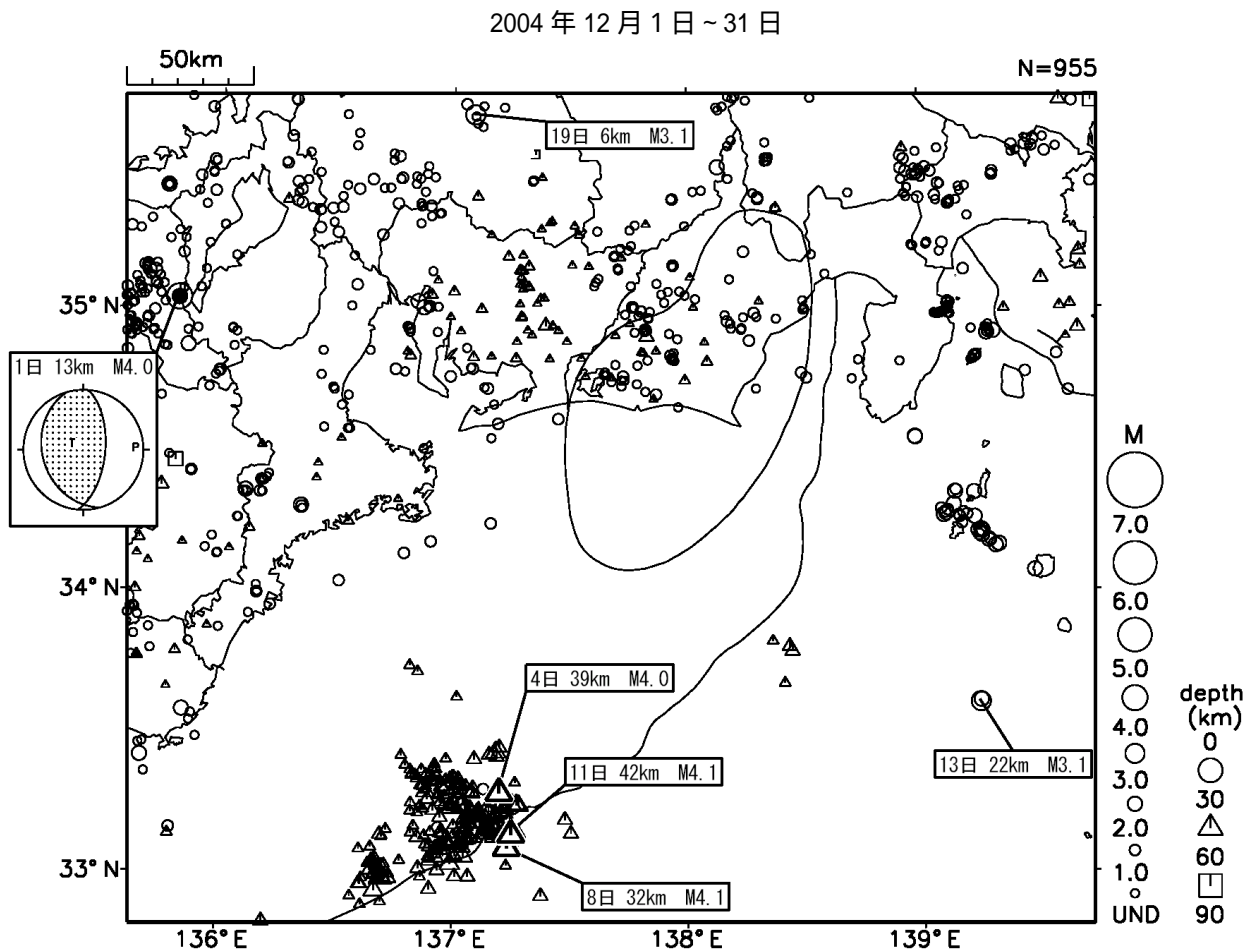 2004 年 12 月 1 日 ~ 31 日
50km
N=955
19日 6km M3.1
35°N
1日 13km M4.0
T
P
M
7.0
34°N
6.0
5.0
4日 39km M4.0
depth
(km)
4.0
0
11日 42km M4.1
13日 22km M3.1
3.0
30
2.0
60
33°N
1.0
8日 32km M4.1
UND
90
136°E
137°E
138°E
139°E